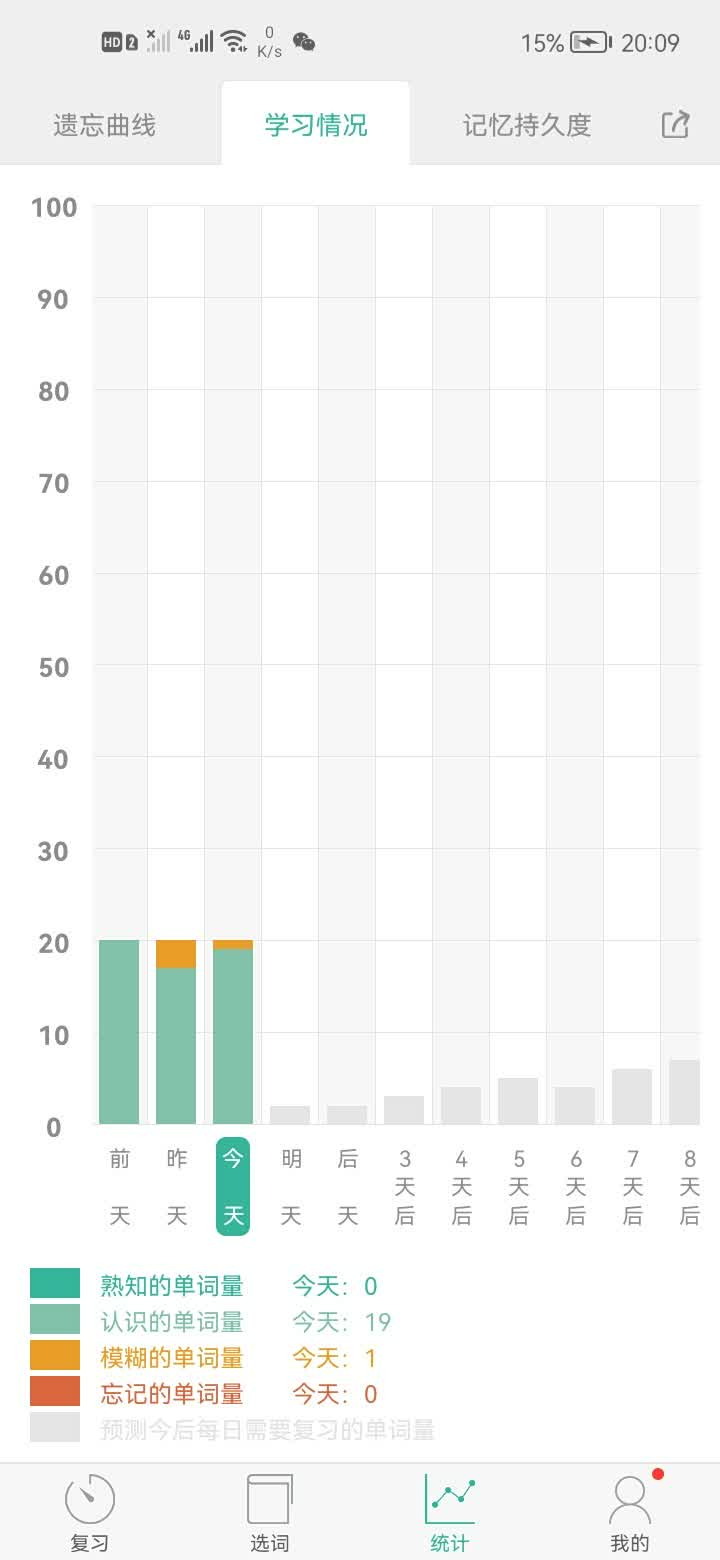 HD 2 4G 0 K/s 15% 20:09
遗忘曲线 学习情况 记忆持久度
100
90
80
70
60
50
40
30
20
10
0
前天 昨天 今天 明天 后天 3天后 4天后 5天后 6天后 7天后 8天后
熟知的单词量 今天：0
认识的单词量 今天：19
模糊的单词量 今天：1
忘记的单词量 今天：0
预测今后每日需要复习的单词量
复习 选词 统计 我的